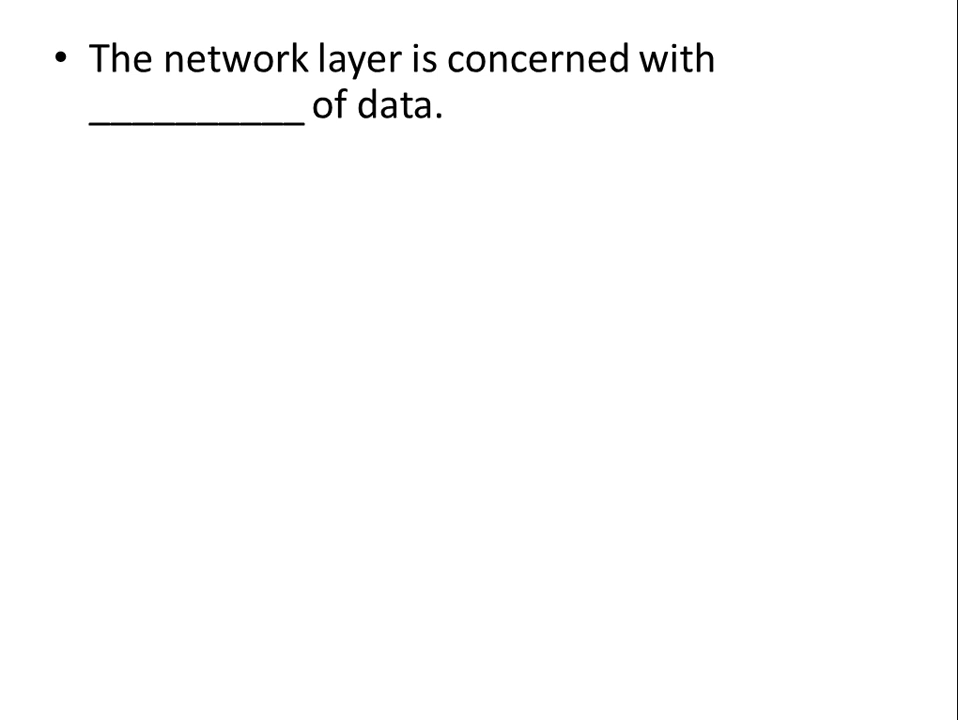 • The network layer is concerned with
__________ of data.